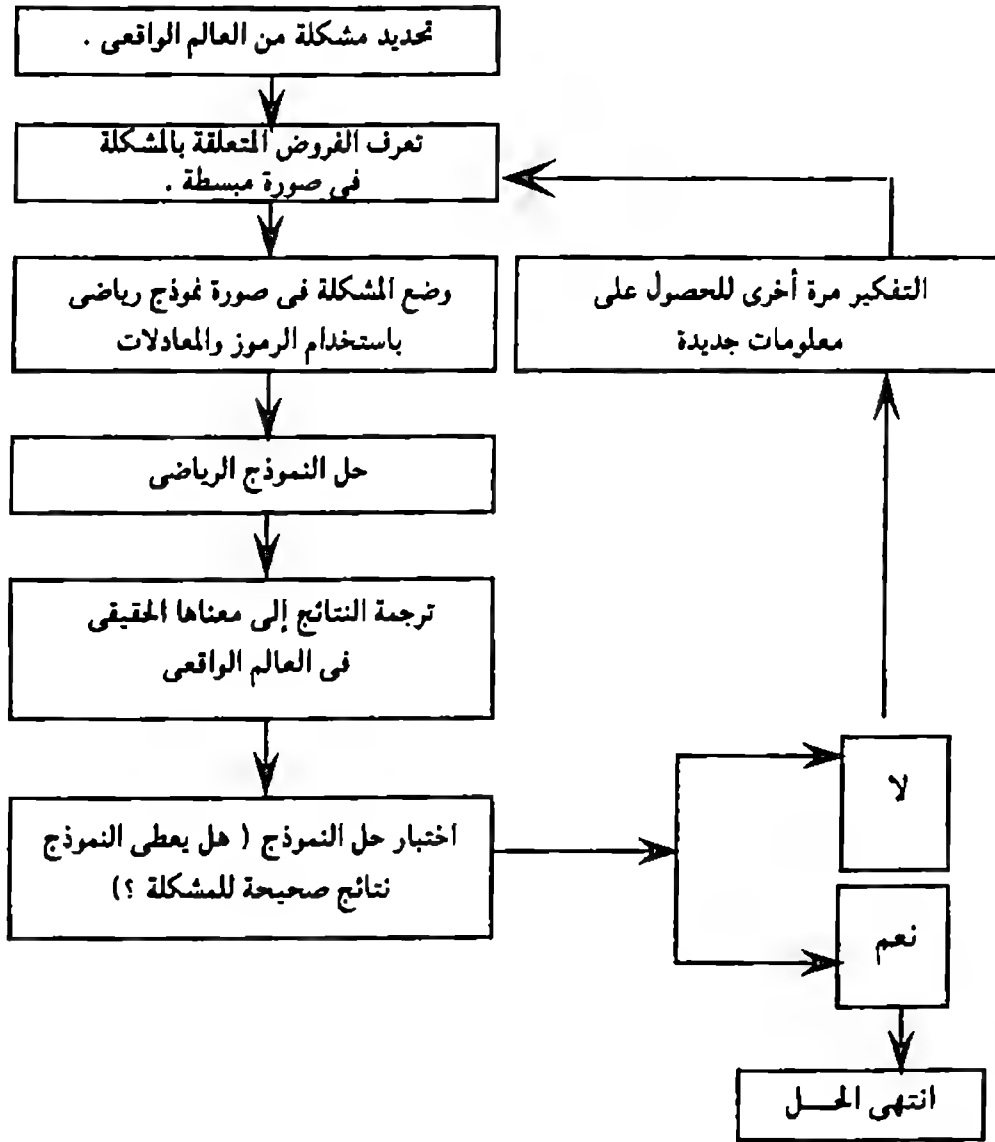 تحديد مشكلة من العالم الواقعى .
تعرف الفروض المتعلقة بالمشكلة
فى صورة مبسطة .
وضع المشكلة فى صورة نموذج رياضى
باستخدام الرموز والمعادلات
التفكير مرة أخرى للحصول على
معلومات جديدة
حل النموذج الرياضى
ترجمة النتائج إلى معناها الحقيقى
فى العالم الواقعى
اختبار حل النموذج ( هل يعطى النموذج
نتائج صحيحة للمشكلة ؟)
لا
نعم
انتهى الحـــل